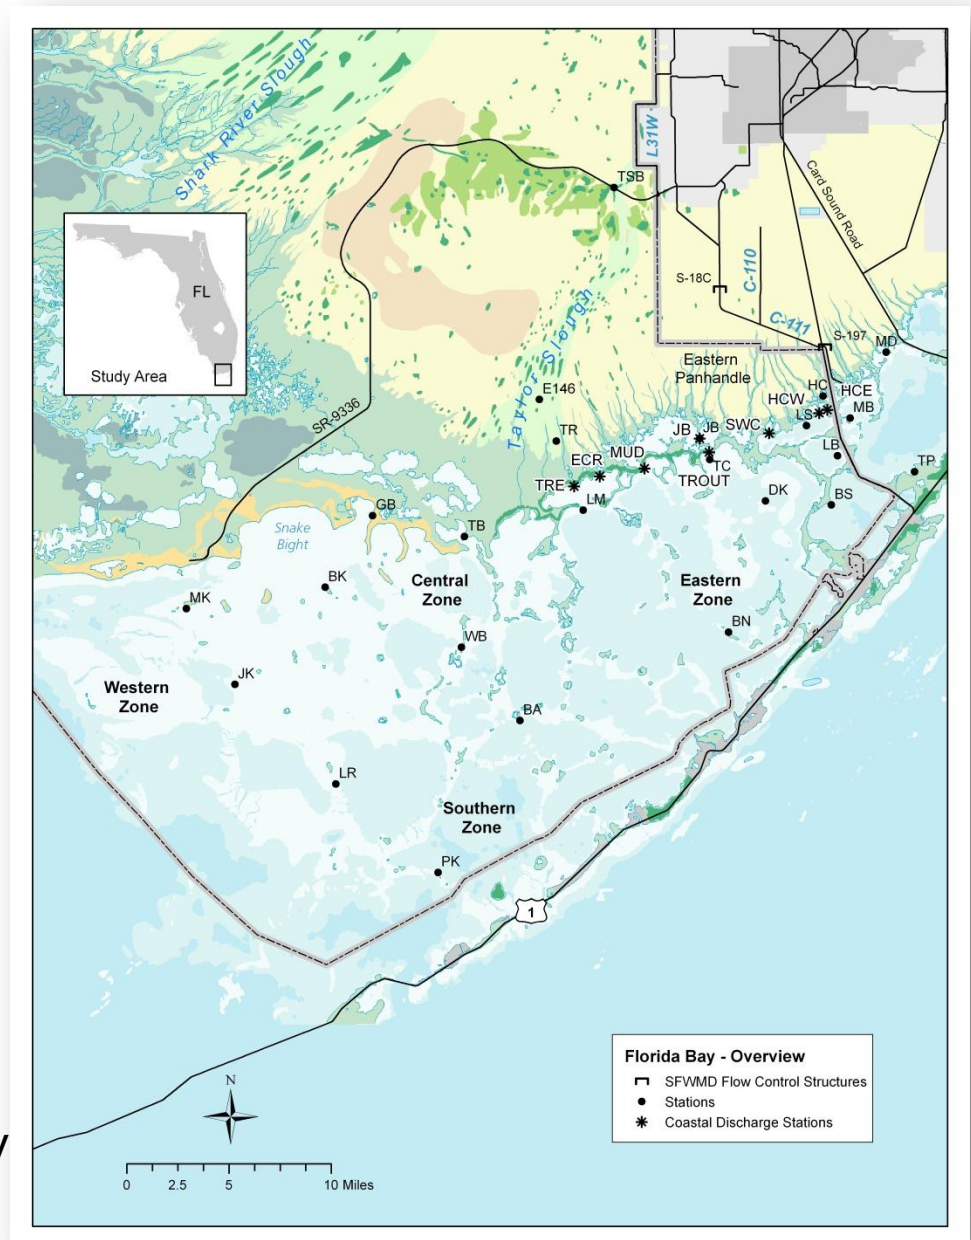 Shark River Slough
L31W
TSB
Card Sound Road
FL
Study Area
S-18C
C-110
C-111
S-197
MD
Taylor Slough
Eastern
Panhandle
E146
SR-9336
HC
HCE
HCW
MB
LS
TR
JB
JB
SWC
LB
MUD
ECR
TC
TROUT
TP
TRE
LM
DK
BS
GB
TB
Snake
Bight
BK
Central
Zone
Eastern
Zone
MK
BN
WB
JK
Western
Zone
BA
LR
Southern
Zone
PK
1
Florida Bay - Overview
SFWMD Flow Control Structures
Stations
Coastal Discharge Stations
N
0 2.5 5 10 Miles